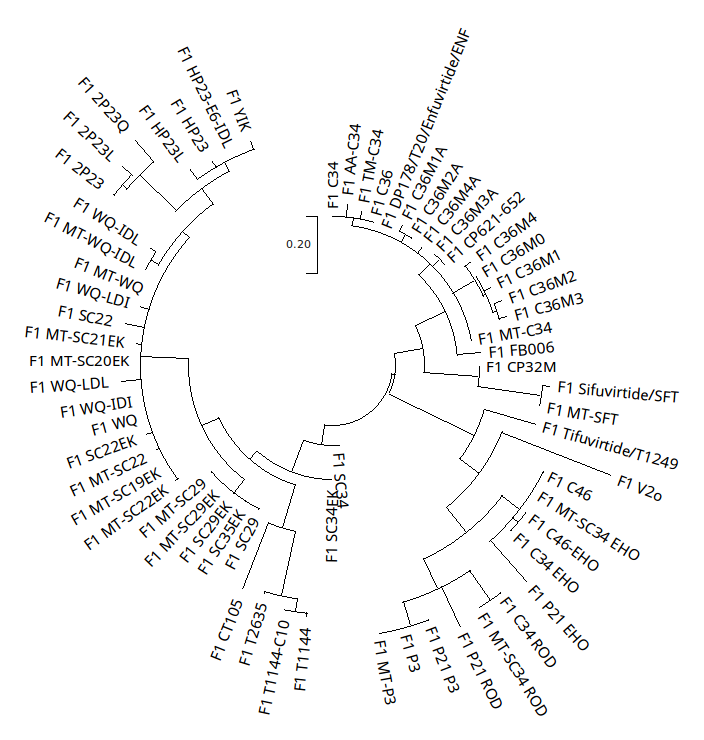 F1 C34
F1 AA-C34
F1 TM-C34
F1 C36
F1 DP178/T20/Enfuvirtide/ENF
F1 C36M1A
F1 C36M2A
F1 C36M4A
F1 C36M3A
F1 CP621-652
F1 C36M4
F1 C36M0
F1 C36M1
F1 C36M2
F1 C36M3
F1 MT-C34
F1 FB006
F1 CP32M
F1 Sifuvirtide/SFT
F1 MT-SFT
F1 Tifuvirtide/T1249
F1 V2o
F1 C46
F1 MT-SC34 EHO
F1 C46-EHO
F1 C34 EHO
F1 P21 EHO
F1 C34 ROD
F1 MT-SC34 ROD
F1 P21 ROD
F1 P21 P3
F1 P3
F1 MT-P3
F1 SC34
F1 SC34EK
F1 T1144
F1 T1144-C10
F1 T2635
F1 CT105
F1 SC29
F1 SC35EK
F1 SC29EK
F1 MT-SC29EK
F1 MT-SC29
F1 MT-SC22EK
F1 MT-SC19EK
F1 MT-SC22
F1 SC22EK
F1 WQ
F1 WQ-IDI
F1 WQ-LDL
F1 MT-SC20EK
F1 MT-SC21EK
F1 SC22
F1 WQ-LDI
F1 MT-WQ
F1 MT-WQ-IDL
F1 WQ-IDL
F1 2P23
F1 2P23L
F1 2P23Q
F1 HP23L
F1 HP23
F1 HP23-E6-IDL
F1 YIK
0.20